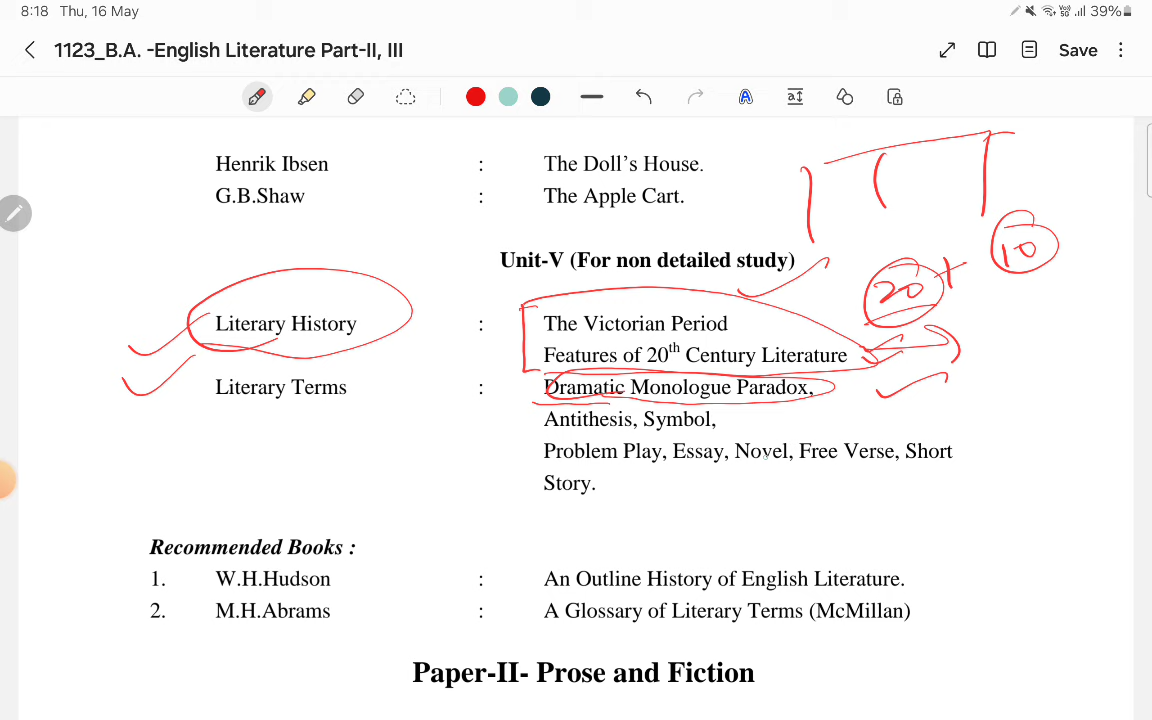 8:18 Thu, 16 May 39%
1123_B.A. -English Literature Part-II, III Save
Henrik Ibsen : The Doll's House.
G.B.Shaw : The Apple Cart.
10
Unit-V (For non detailed study)
20 +
Literary History : The Victorian Period
Features of 20th Century Literature
Literary Terms : Dramatic Monologue Paradox,
Antithesis, Symbol,
Problem Play, Essay, Novel, Free Verse, Short
Story.
Recommended Books :
1. W.H.Hudson : An Outline History of English Literature.
2. M.H.Abrams : A Glossary of Literary Terms (McMillan)
Paper-II- Prose and Fiction